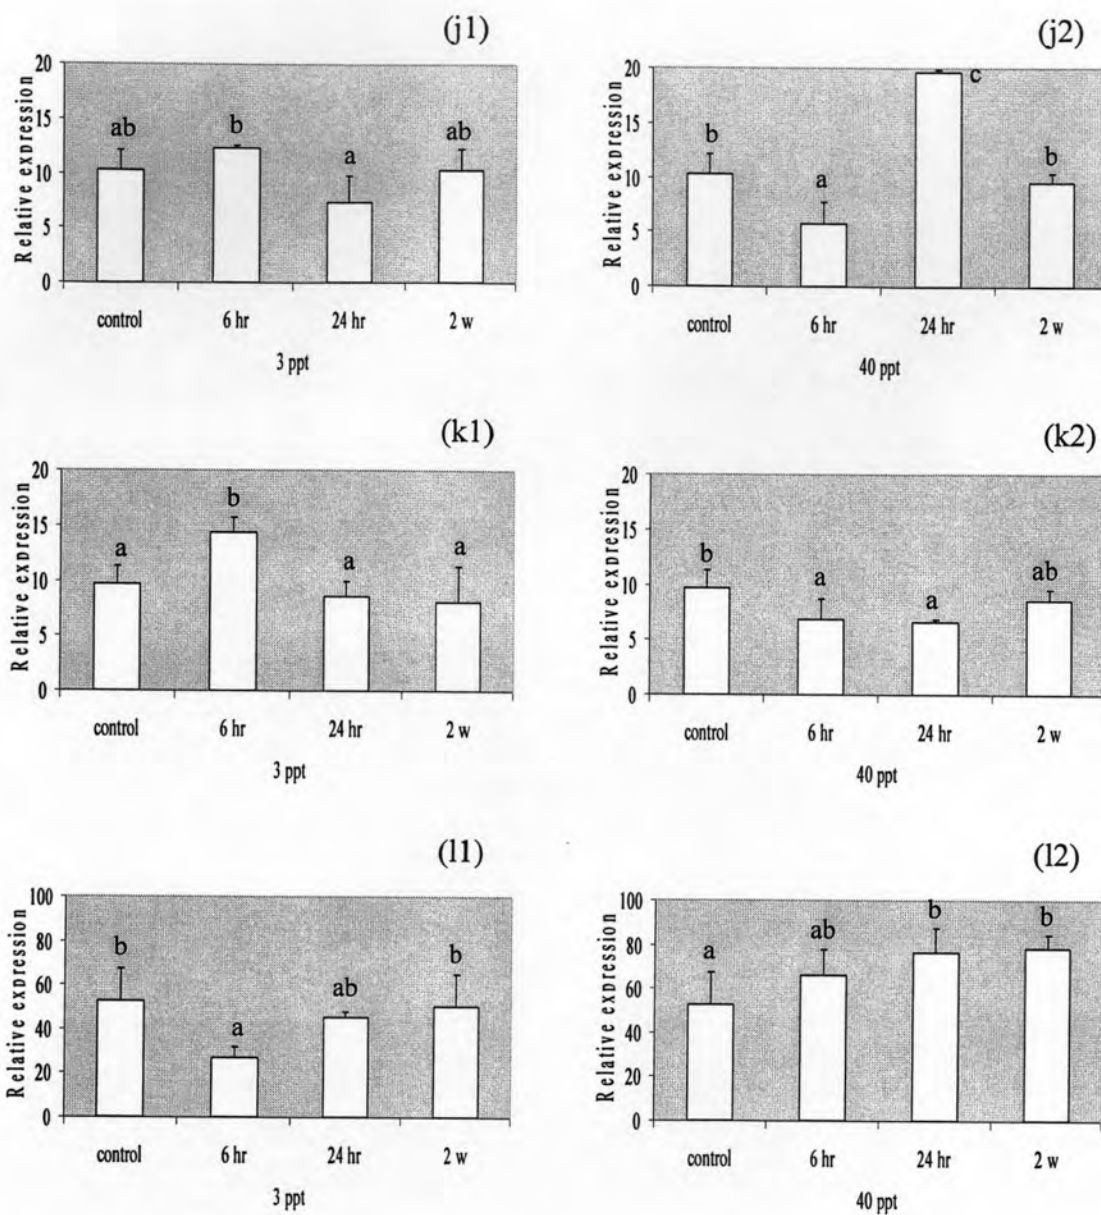 (j1)
Relative expression
20
15
10
5
0
ab
b
a
ab
control 6 hr 24 hr 2 w
3 ppt
(j2)
Relative expression
20
15
10
5
0
b
a
c
b
control 6 hr 24 hr 2 w
40 ppt
(k1)
Relative expression
20
15
10
5
0
a
b
a
a
control 6 hr 24 hr 2 w
3 ppt
(k2)
Relative expression
20
15
10
5
0
b
a
a
ab
control 6 hr 24 hr 2 w
40 ppt
(l1)
Relative expression
100
80
60
40
20
0
b
a
ab
b
control 6 hr 24 hr 2 w
3 ppt
(l2)
Relative expression
100
80
60
40
20
0
a
ab
b
b
control 6 hr 24 hr 2 w
40 ppt